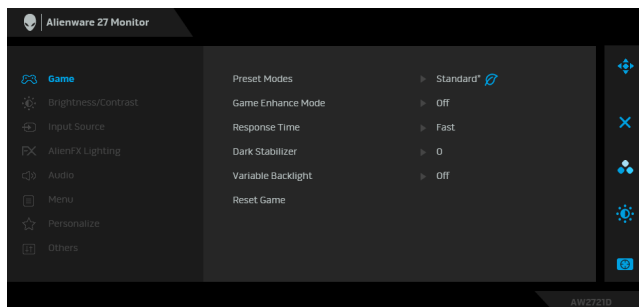 Alienware 27 Monitor
Game
Brightness/Contrast
Input Source
FX AlienFX Lighting
Audio
Menu
Personalize
Others
Preset Modes Standard*
Game Enhance Mode Off
Response Time Fast
Dark Stabilizer 0
Variable Backlight Off
Reset Game
AW2721D